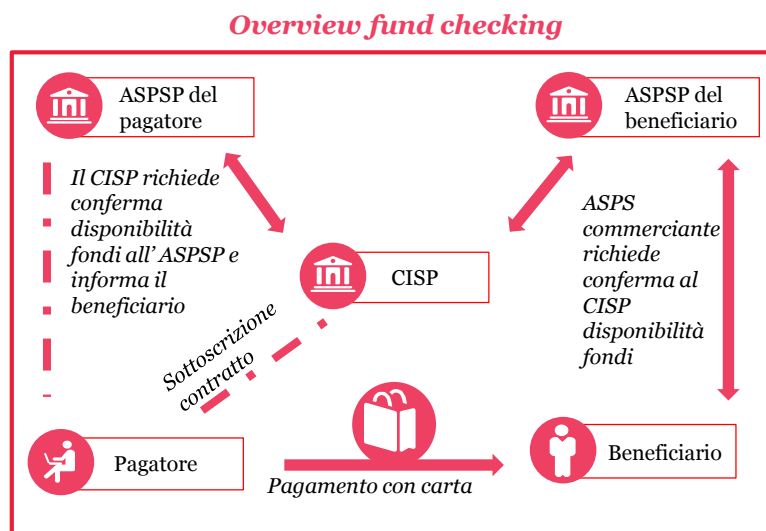 Overview fund checking
ASPSP del
pagatore
ASPSP del
beneficiario
Il CISP richiede
conferma
disponibilità
fondi all' ASPSP e
informa il
beneficiario
ASPS
commerciante
richiede
conferma al
CISP
disponibilità
fondi
CISP
Sottoscrizione
contratto
Pagatore
Pagamento con carta
Beneficiario